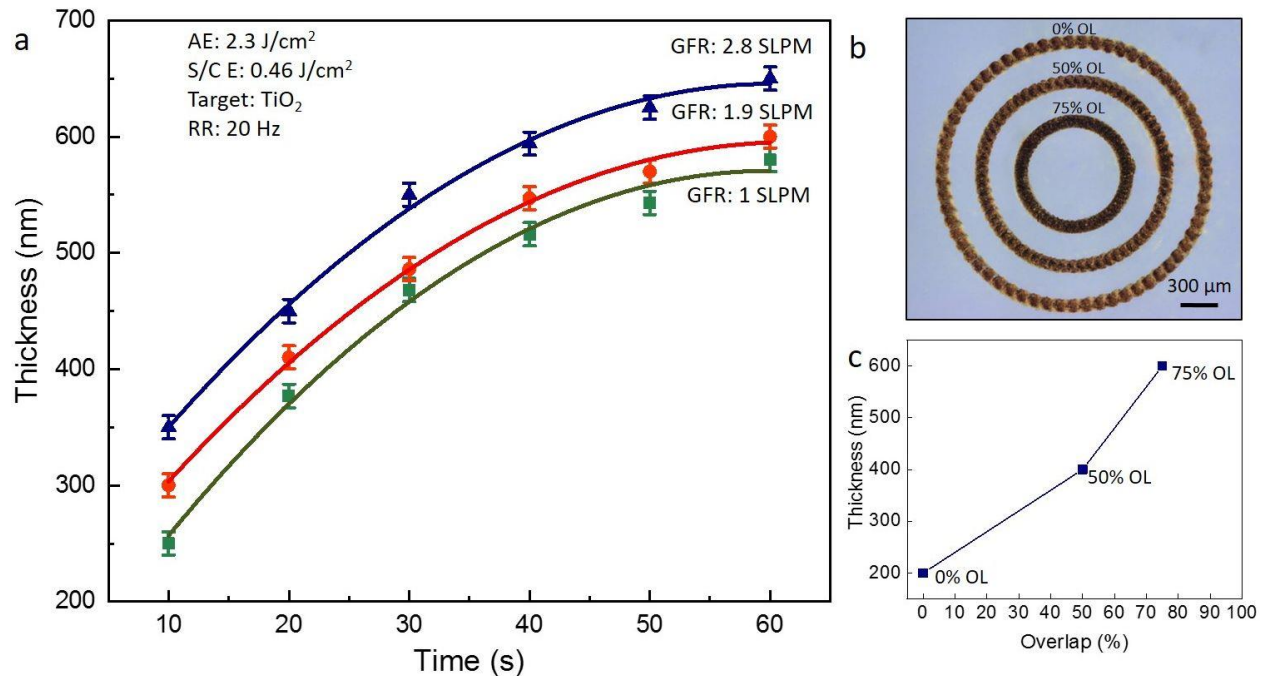 a
700
600
500
400
300
200
Thickness (nm)
10
20
30
40
50
60
Time (s)
AE: 2.3 J/cm²
S/C E: 0.46 J/cm²
Target: TiO₂
RR: 20 Hz
GFR: 2.8 SLPM
GFR: 1.9 SLPM
GFR: 1 SLPM
b
0% OL
50% OL
75% OL
300 µm
c
600
500
400
300
200
Thickness (nm)
75% OL
50% OL
0% OL
0 10 20 30 40 50 60 70 80 90 100
Overlap (%)